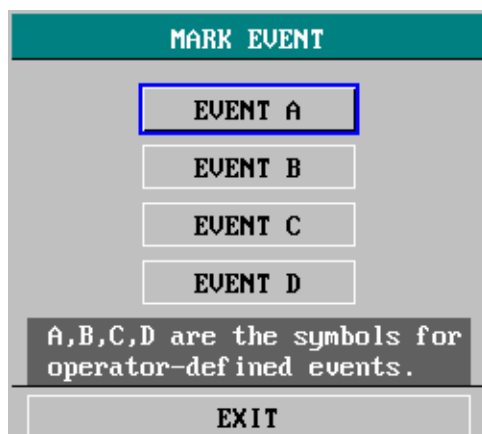 MARK EVENT
EVENT A
EVENT B
EVENT C
EVENT D
A,B,C,D are the symbols for
operator-defined events.
EXIT